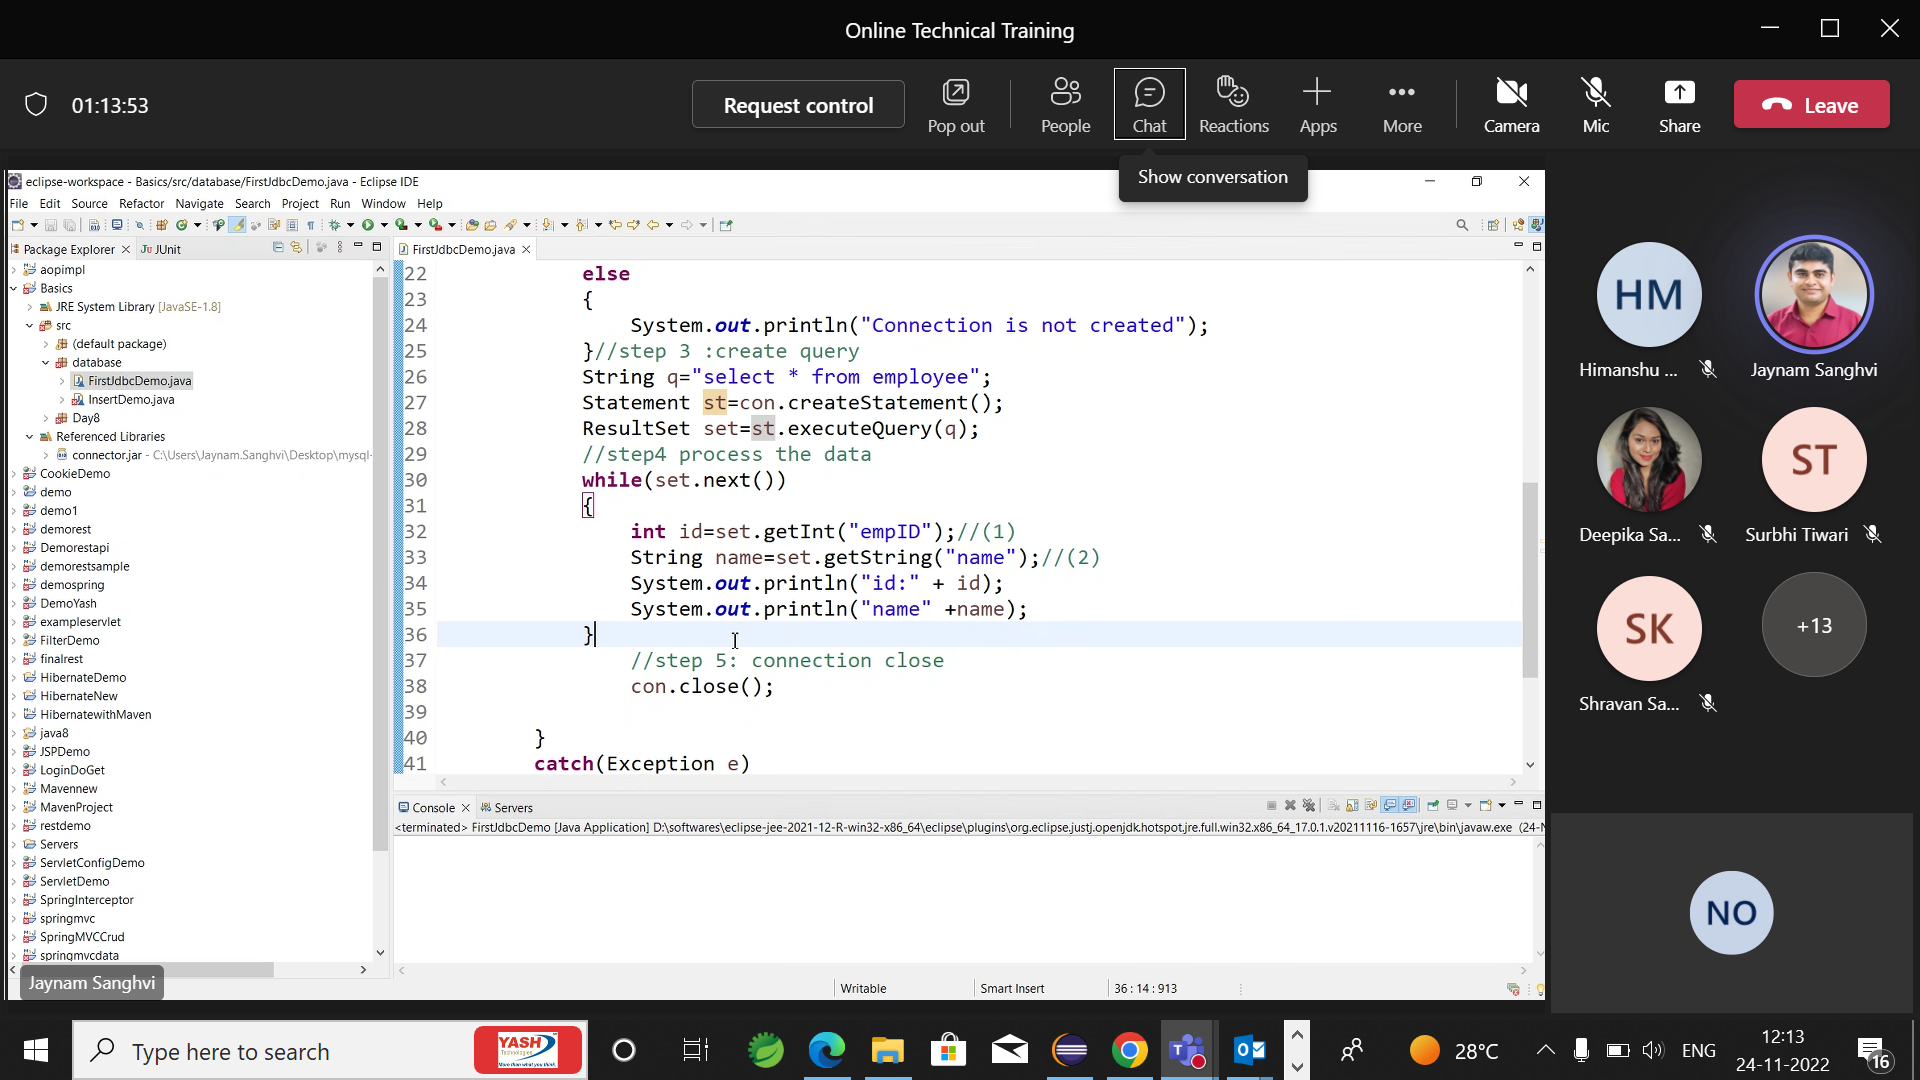 Online Technical Training
01:13:53
Request control
Pop out
People
Chat
Reactions
Apps
More
Camera
Mic
Share
Leave
Show conversation
eclipse-workspace - Basics/src/database/FirstJdbcDemo.java - Eclipse IDE
File Edit Source Refactor Navigate Search Project Run Window Help
Package Explorer
JUnit
aopimpl
Basics
JRE System Library [JavaSE-1.8]
src
(default package)
database
FirstJdbcDemo.java
InsertDemo.java
Day8
Referenced Libraries
connector.jar - C:\Users\Jaynam.Sanghvi\Desktop\mysql-
CookieDemo
demo
demo1
demorest
Demorestapi
demorestsample
demospring
DemoYash
exampleservlet
FilterDemo
finalrest
HibernateDemo
HibernateNew
HibernatewithMaven
java8
JSPDemo
LoginDoGet
Mavennew
MavenProject
restdemo
Servers
ServletConfigDemo
ServletDemo
SpringInterceptor
springmvc
SpringMVCCrud
springmvcdata
Jaynam Sanghvi
FirstJdbcDemo.java
22 else
23 {
24 System.out.println("Connection is not created");
25 }//step 3 :create query
26 String q="select * from employee";
27 Statement st=con.createStatement();
28 ResultSet set=st.executeQuery(q);
29 //step4 process the data
30 while(set.next())
31 {
32 int id=set.getInt("empID");//(1)
33 String name=set.getString("name");//(2)
34 System.out.println("id:" + id);
35 System.out.println("name" +name);
36 }
37 //step 5: connection close
38 con.close();
39
40 }
41 catch(Exception e)
Console
Servers
<terminated> FirstJdbcDemo [Java Application] D:\softwares\eclipse-jee-2021-12-R-win32-x86_64\eclipse\plugins\org.eclipse.justj.openjdk.hotspot.jre.full.win32.x86_64_17.0.1.v20211116-1657\jre\bin\javaw.exe (24-N
Writable
Smart Insert
36 : 14 : 913
HM
Himanshu ...
Jaynam Sanghvi
Deepika Sa...
ST
Surbhi Tiwari
SK
Shravan Sa...
+13
NO
Type here to search
YASH
Technologies
More than what you think.
28°C
ENG
12:13
24-11-2022
16